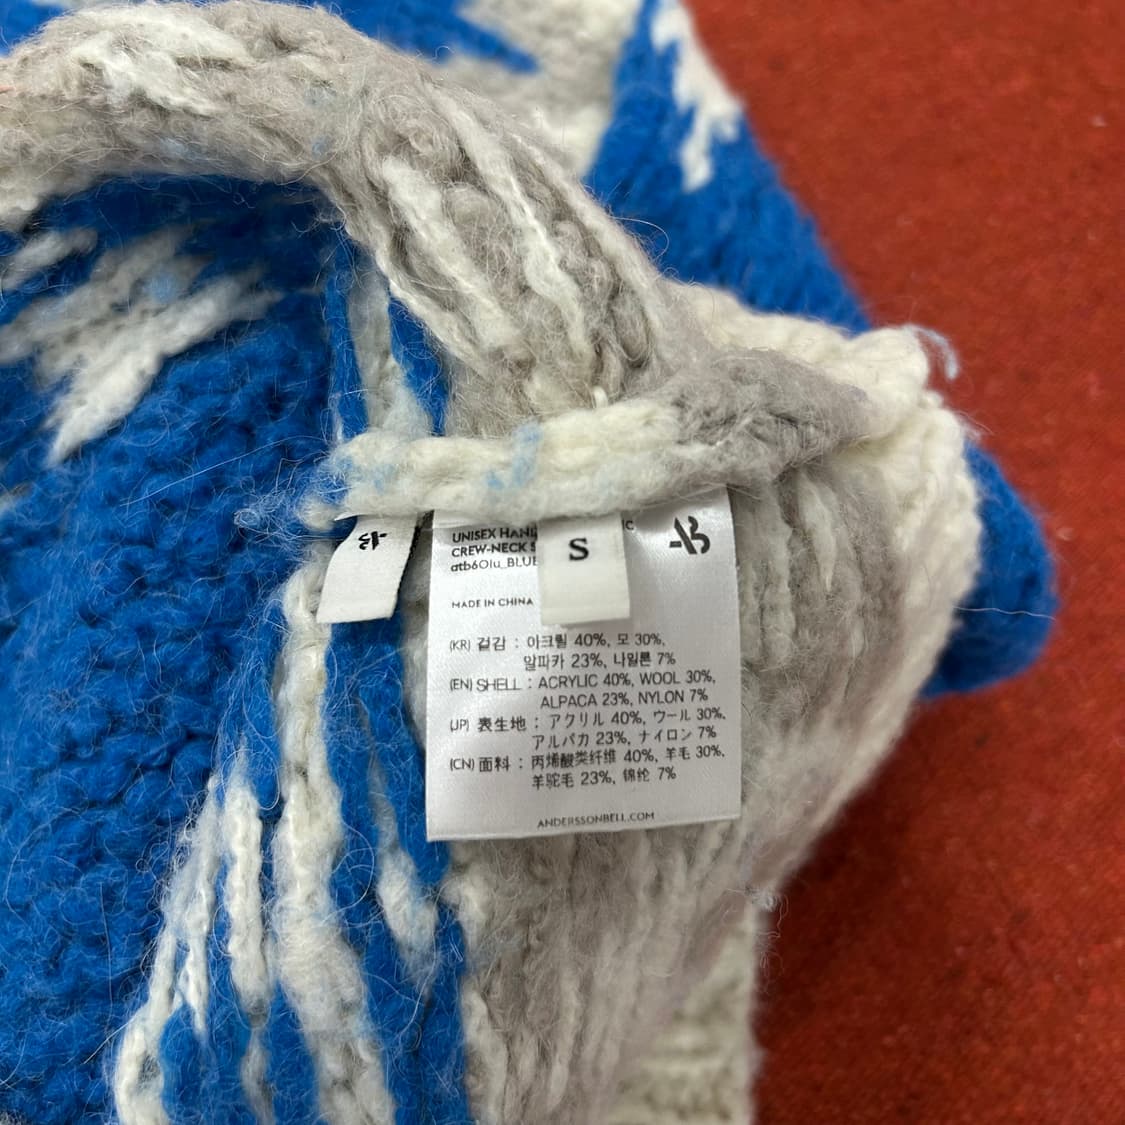 UNISEX
CREW-NECK
atb601u_BLUE
S
MADE IN CHINA
(KR) 겉감 : 아크릴 40%, 모 30%,
알파카 23%, 나일론 7%
(EN) SHELL : ACRYLIC 40%, WOOL 30%,
ALPACA 23%, NYLON 7%
(JP) 表生地 : アクリル 40%, ウール 30%,
アルパカ 23%, ナイロン 7%
(CN) 面料 : 丙烯酸类纤维 40%, 羊毛 30%,
羊驼毛 23%, 锦纶 7%
ANDERSSONBELL.COM